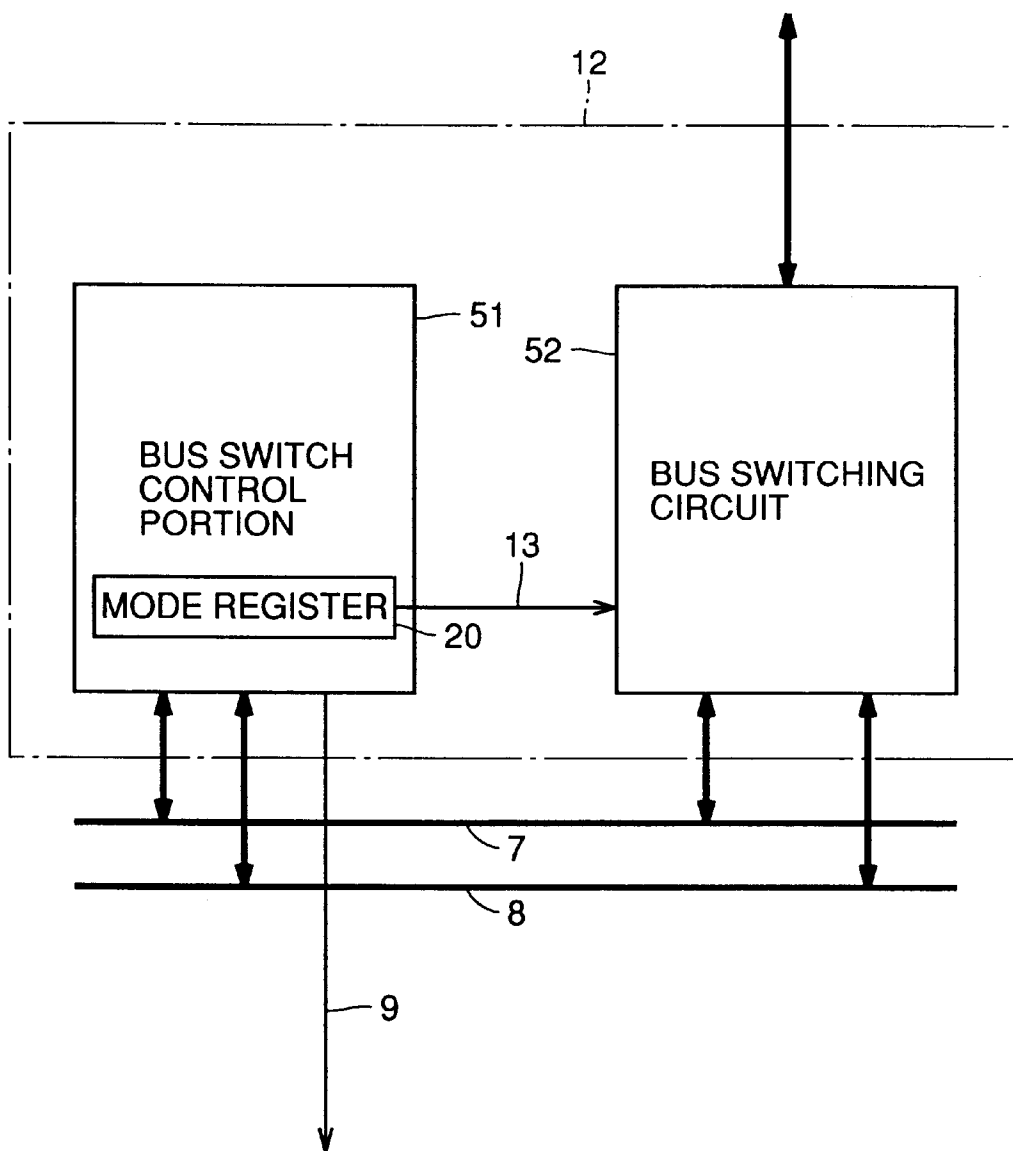 12
51
52
BUS SWITCH
CONTROL
PORTION
BUS SWITCHING
CIRCUIT
13
MODE REGISTER
20
7
8
9